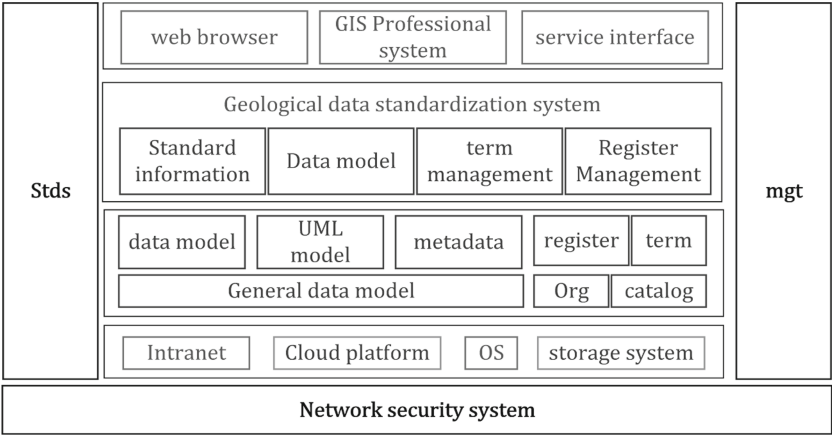 web browser
GIS Professional
system
service interface
Geological data standardization system
Standard
information
Data model
term
management
Register
Management
Stds
mgt
data model
UML
model
metadata
register
term
General data model
Org
catalog
Intranet
Cloud platform
OS
storage system
Network security system